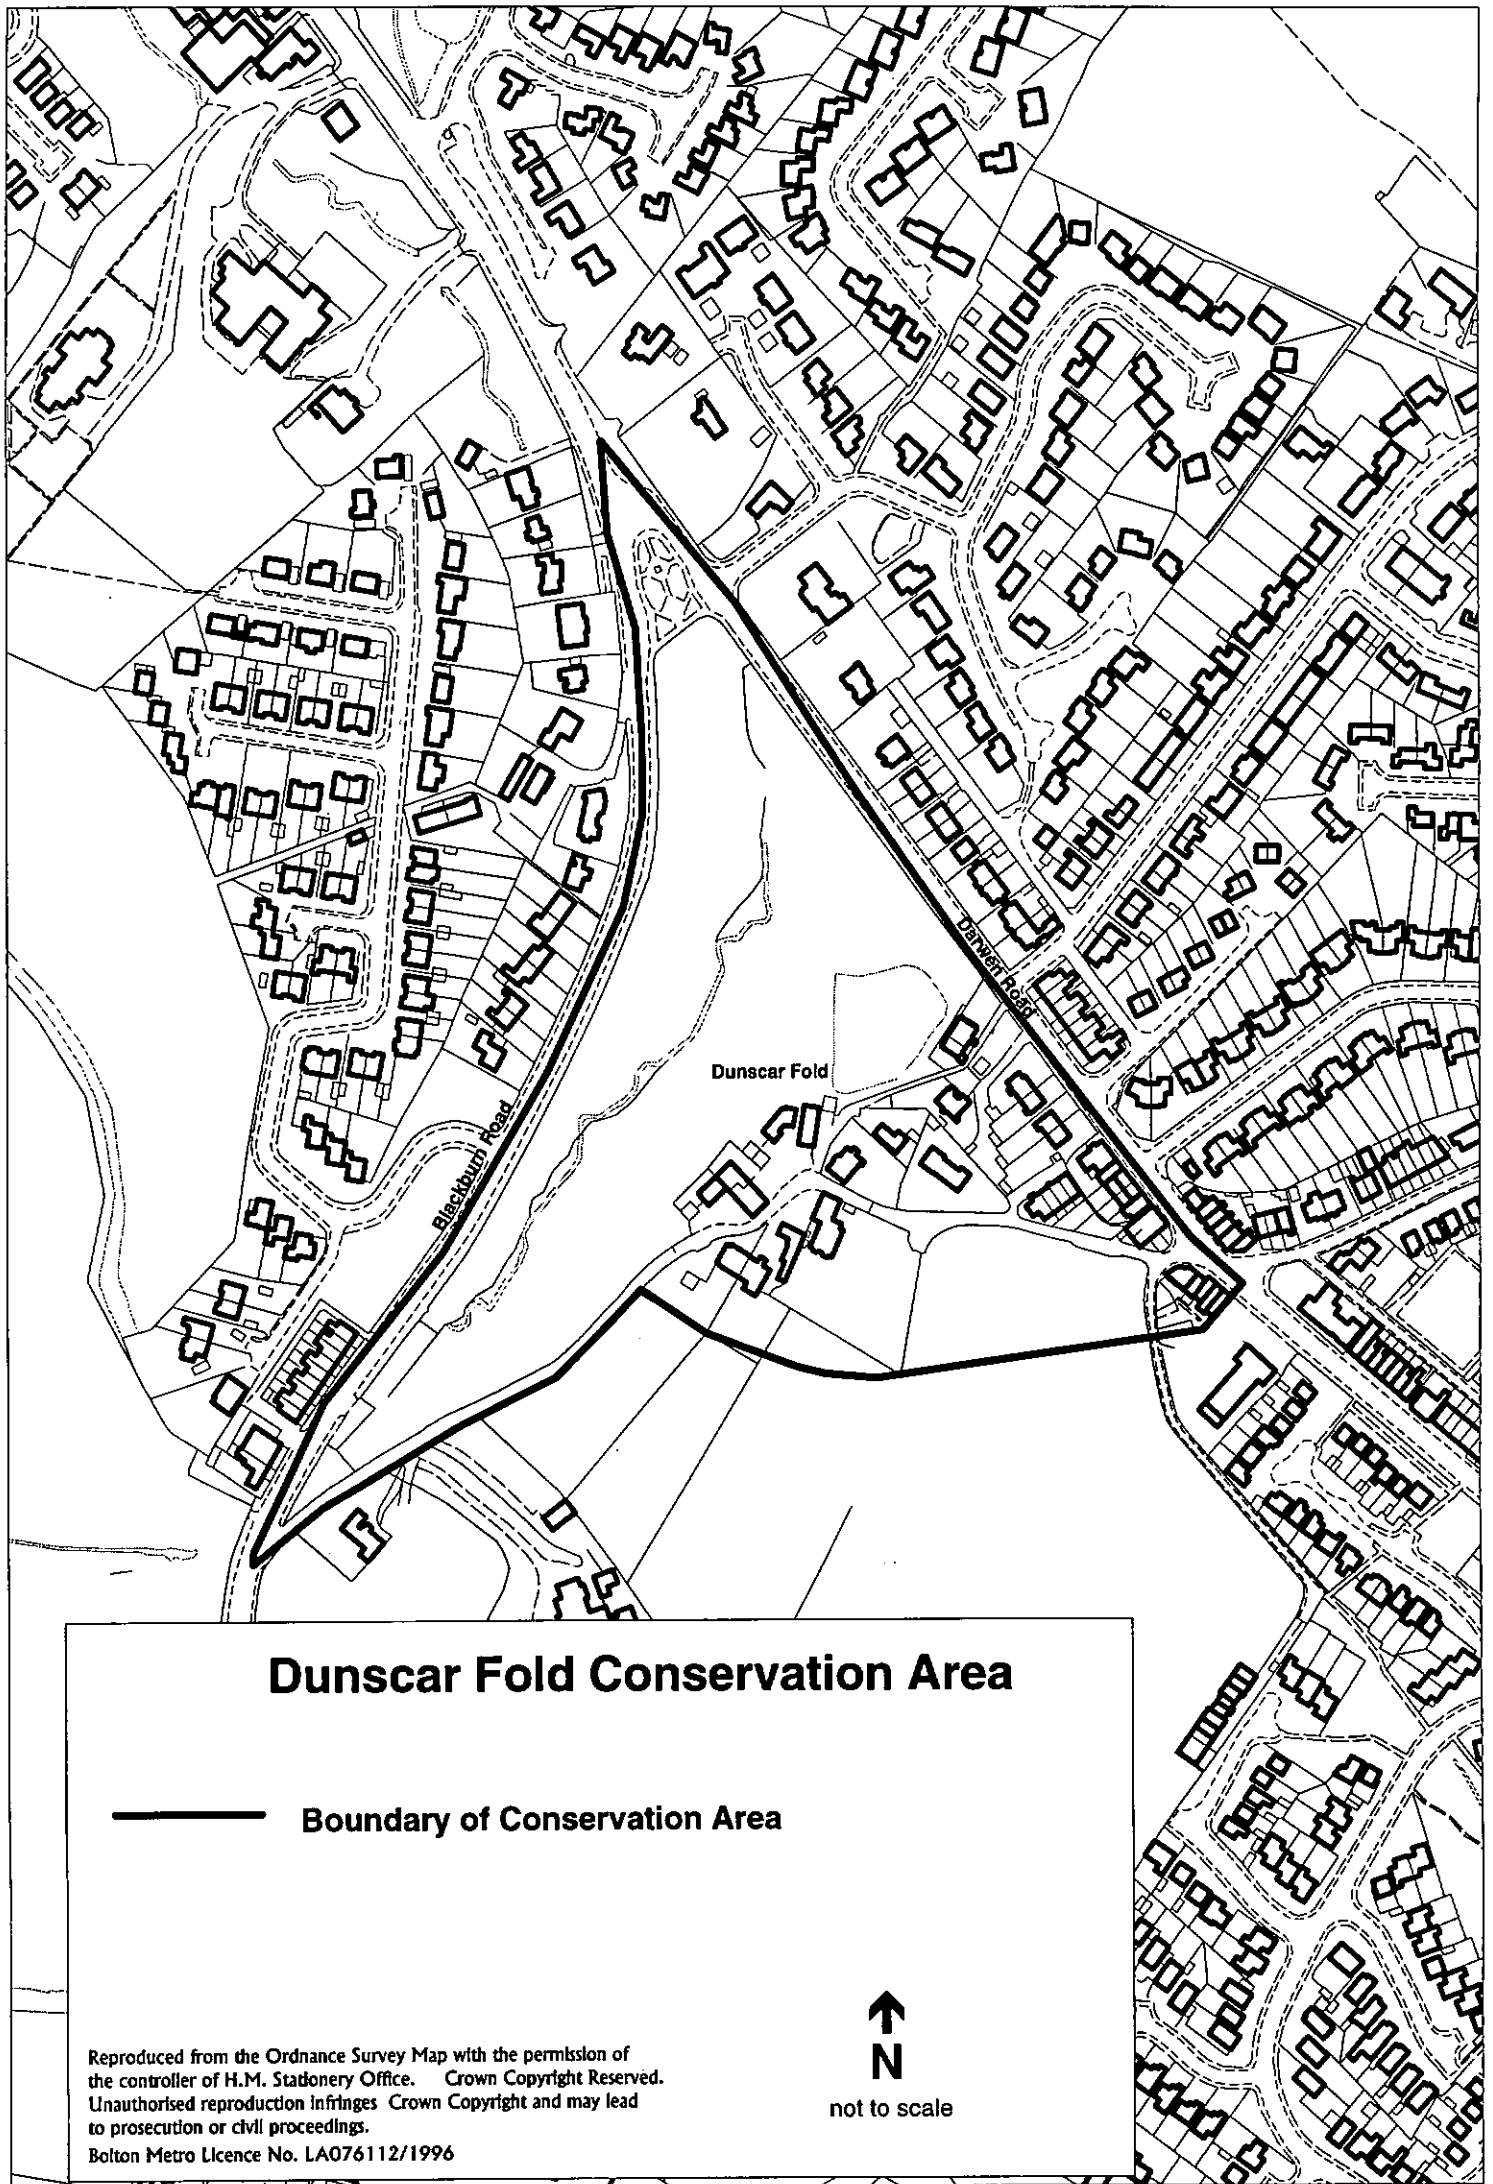 Darwen Road
Dunscar Fold
Blackburn Road
Dunscar Fold Conservation Area
Boundary of Conservation Area
Reproduced from the Ordnance Survey Map with the permission of
the controller of H.M. Stationery Office. Crown Copyright Reserved.
Unauthorised reproduction infringes Crown Copyright and may lead
to prosecution or civil proceedings.
Bolton Metro Licence No. LA076112/1996
N
not to scale